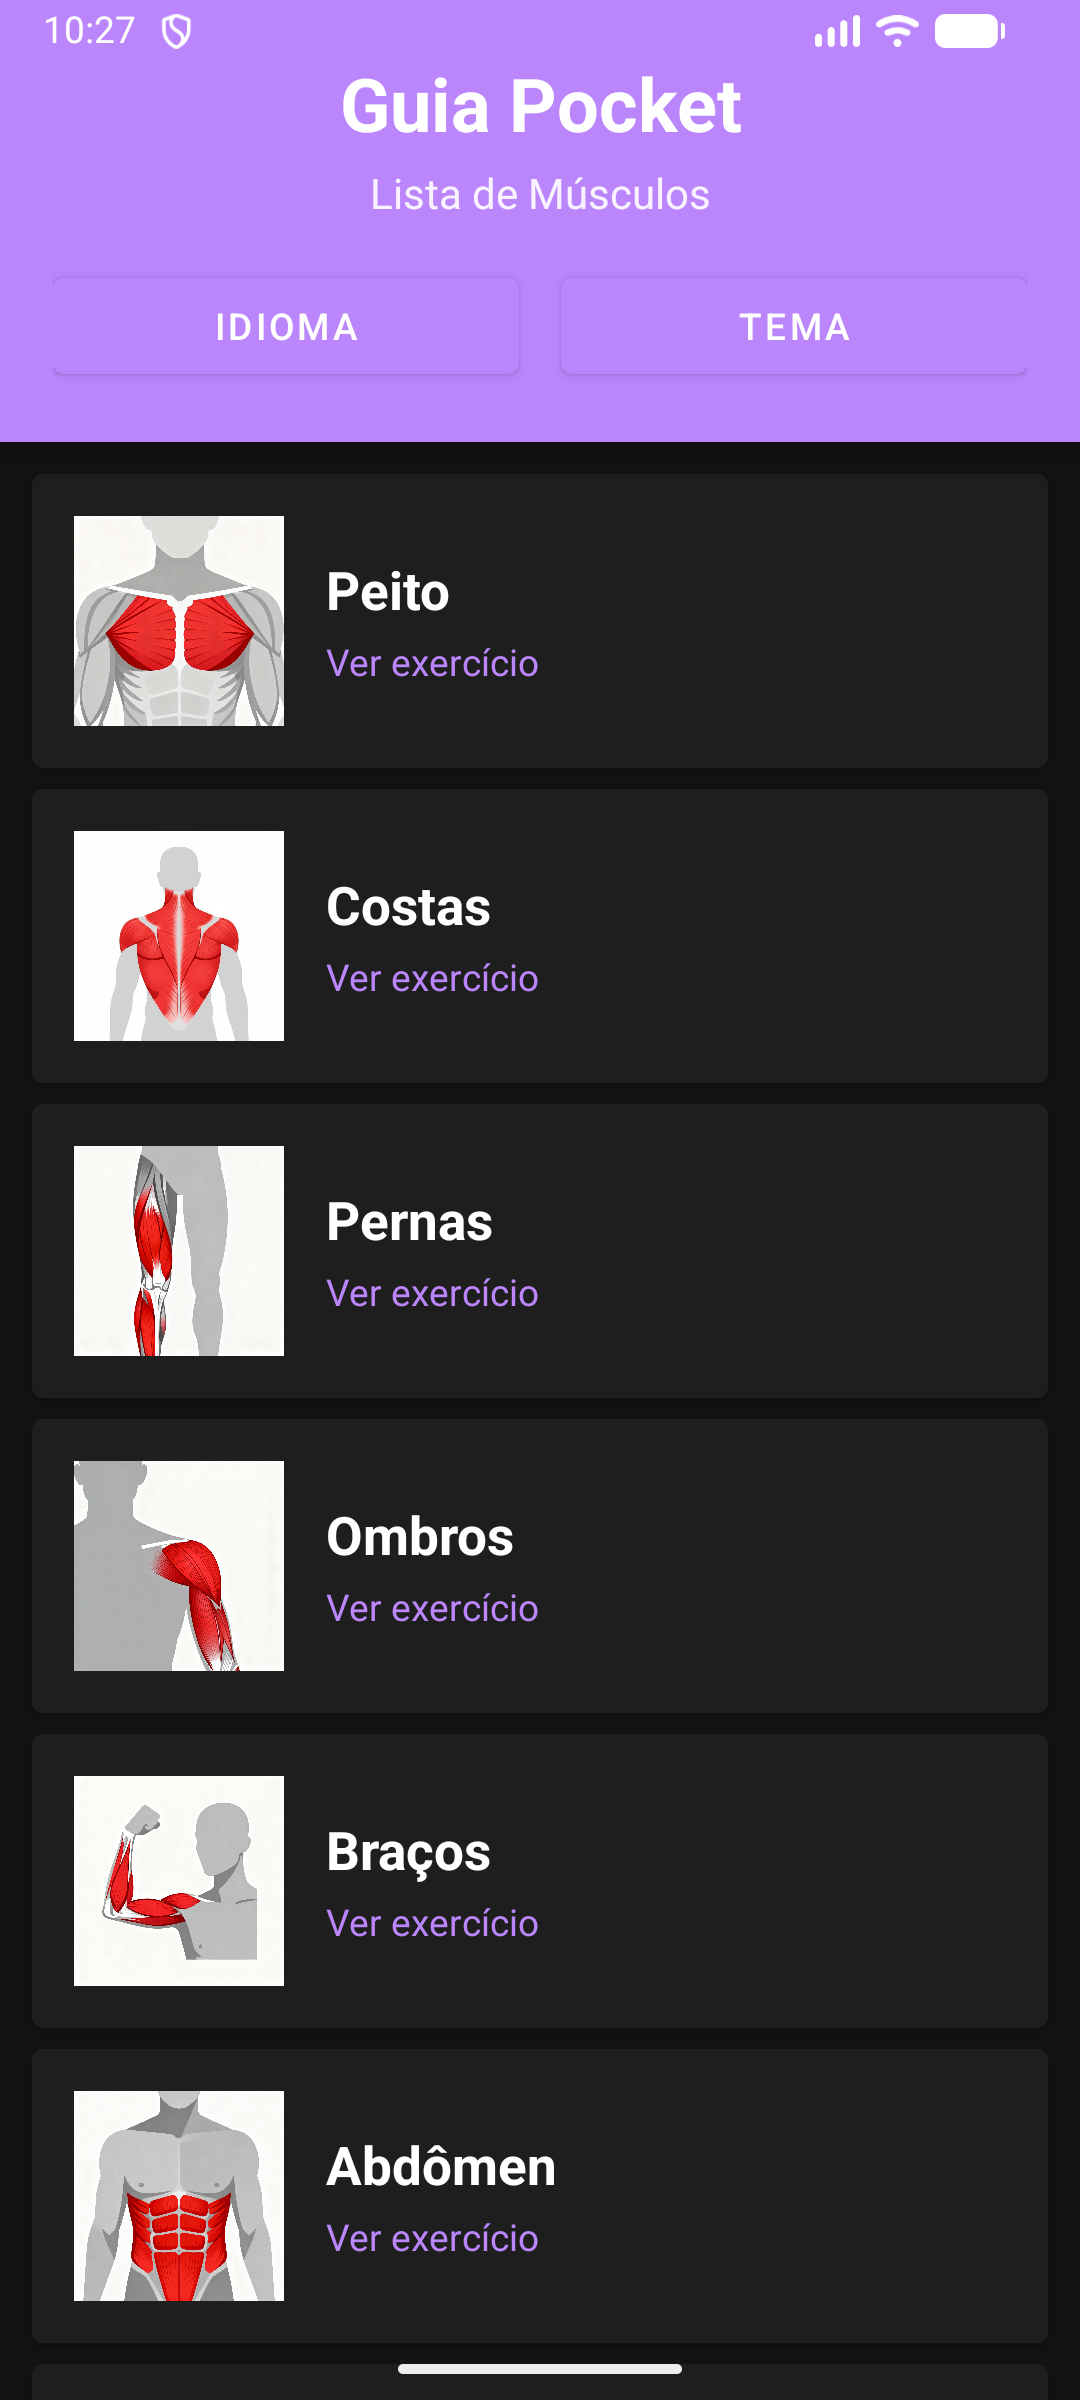 10:27
Guia Pocket
Lista de Músculos
IDIOMA
TEMA
Peito
Ver exercício
Costas
Ver exercício
Pernas
Ver exercício
Ombros
Ver exercício
Braços
Ver exercício
Abdômen
Ver exercício